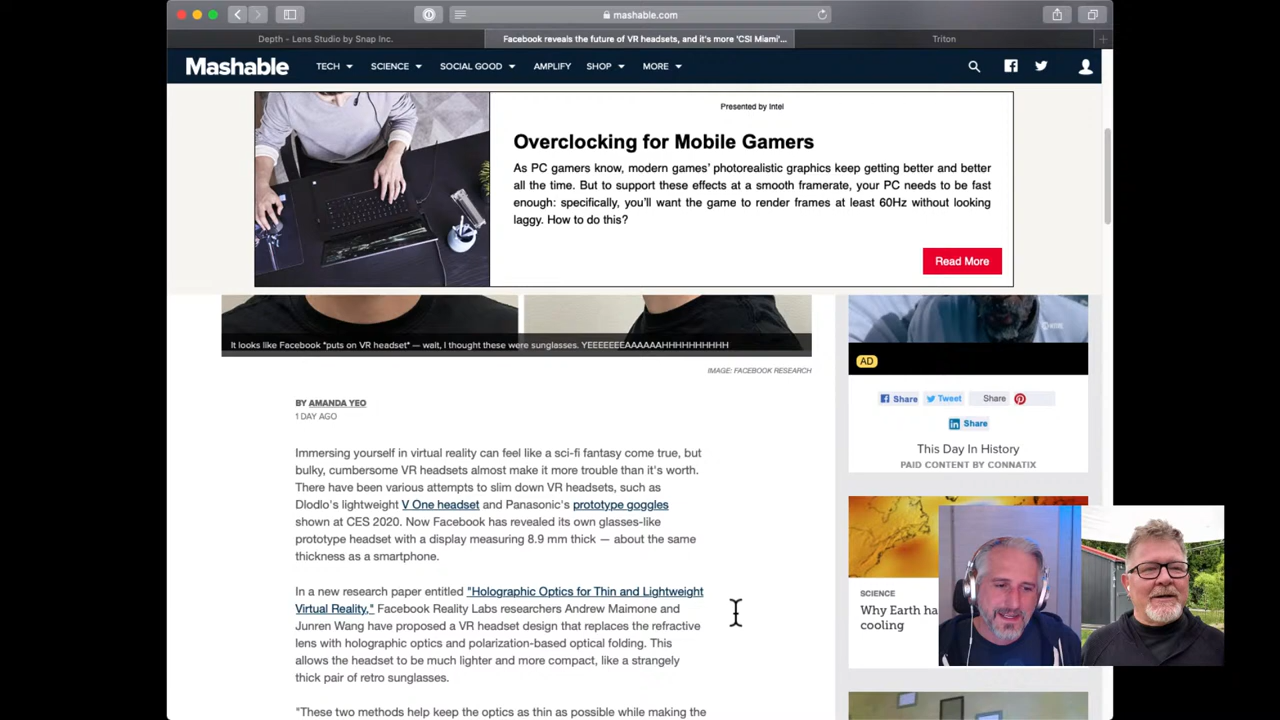 mashable.com
Depth - Lens Studio by Snap Inc.
Facebook reveals the future of VR headsets, and it's more 'CSI Miami'...
Triton
Mashable
TECH
SCIENCE
SOCIAL GOOD
AMPLIFY
SHOP
MORE
Presented by Intel
Overclocking for Mobile Gamers
As PC gamers know, modern games' photorealistic graphics keep getting better and better
all the time. But to support these effects at a smooth framerate, your PC needs to be fast
enough: specifically, you'll want the game to render frames at least 60Hz without looking
laggy. How to do this?
Read More
It looks like Facebook *puts on VR headset* — wait, I thought these were sunglasses. YEEEEEEAAAAAAHHHHHHHHHH
IMAGE: FACEBOOK RESEARCH
BY AMANDA YEO
1 DAY AGO
Immersing yourself in virtual reality can feel like a sci-fi fantasy come true, but
bulky, cumbersome VR headsets almost make it more trouble than it's worth.
There have been various attempts to slim down VR headsets, such as
Dlodlo's lightweight V One headset and Panasonic's prototype goggles
shown at CES 2020. Now Facebook has revealed its own glasses-like
prototype headset with a display measuring 8.9 mm thick — about the same
thickness as a smartphone.
In a new research paper entitled "Holographic Optics for Thin and Lightweight
Virtual Reality," Facebook Reality Labs researchers Andrew Maimone and
Junren Wang have proposed a VR headset design that replaces the refractive
lens with holographic optics and polarization-based optical folding. This
allows the headset to be much lighter and more compact, like a strangely
thick pair of retro sunglasses.
"These two methods help keep the optics as thin as possible while making the
SHOWTIME
AD
Share
Tweet
Share
Share
This Day In History
PAID CONTENT BY CONNATIX
SCIENCE
Why Earth ha
cooling